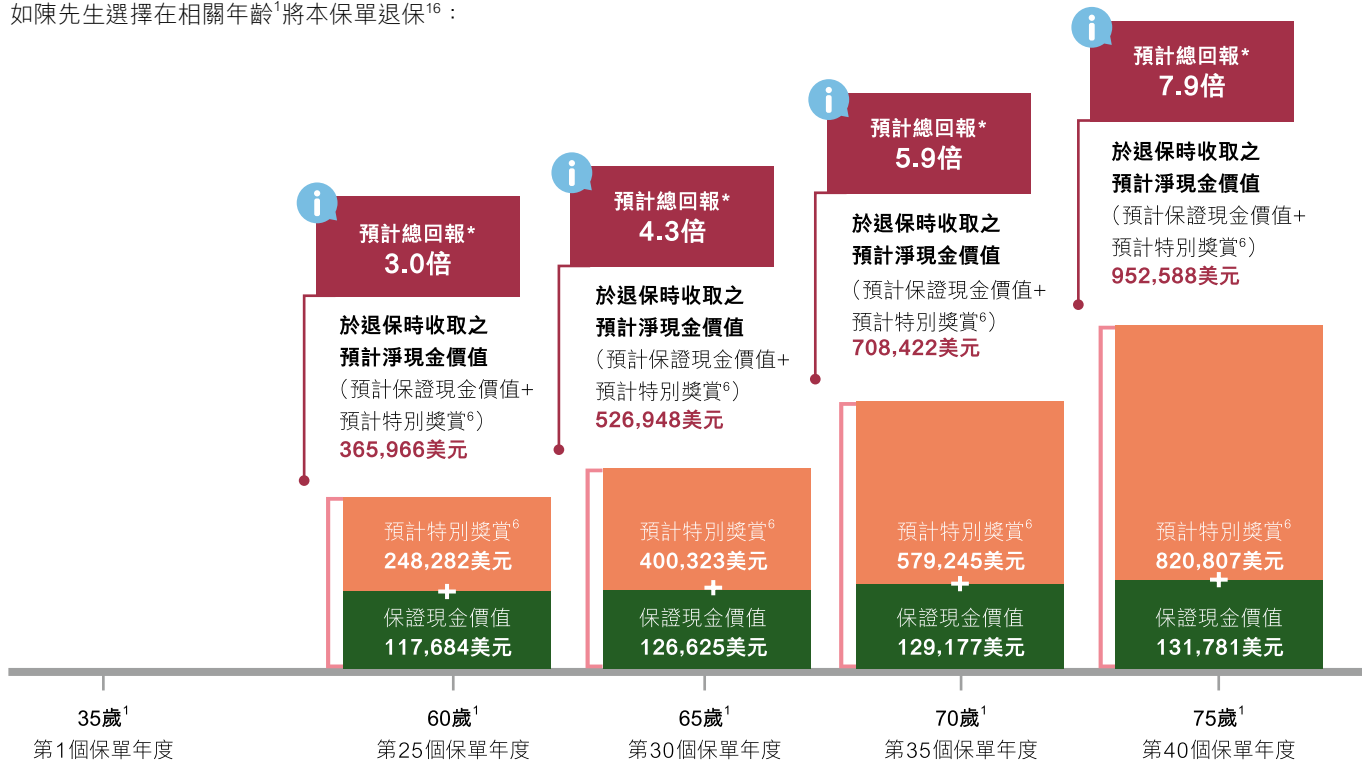 如陳先生選擇在相關年齡¹將本保單退保¹⁶：
預計總回報*
3.0倍
於退保時收取之
預計淨現金價值
（預計保證現金價值+
預計特別獎賞⁶）
365,966美元
預計特別獎賞⁶
248,282美元
+
保證現金價值
117,684美元
預計總回報*
4.3倍
於退保時收取之
預計淨現金價值
（預計保證現金價值+
預計特別獎賞⁶）
526,948美元
預計特別獎賞⁶
400,323美元
+
保證現金價值
126,625美元
預計總回報*
5.9倍
於退保時收取之
預計淨現金價值
（預計保證現金價值+
預計特別獎賞⁶）
708,422美元
預計特別獎賞⁶
579,245美元
+
保證現金價值
129,177美元
預計總回報*
7.9倍
於退保時收取之
預計淨現金價值
（預計保證現金價值+
預計特別獎賞⁶）
952,588美元
預計特別獎賞⁶
820,807美元
+
保證現金價值
131,781美元
35歲¹
第1個保單年度
60歲¹
第25個保單年度
65歲¹
第30個保單年度
70歲¹
第35個保單年度
75歲¹
第40個保單年度